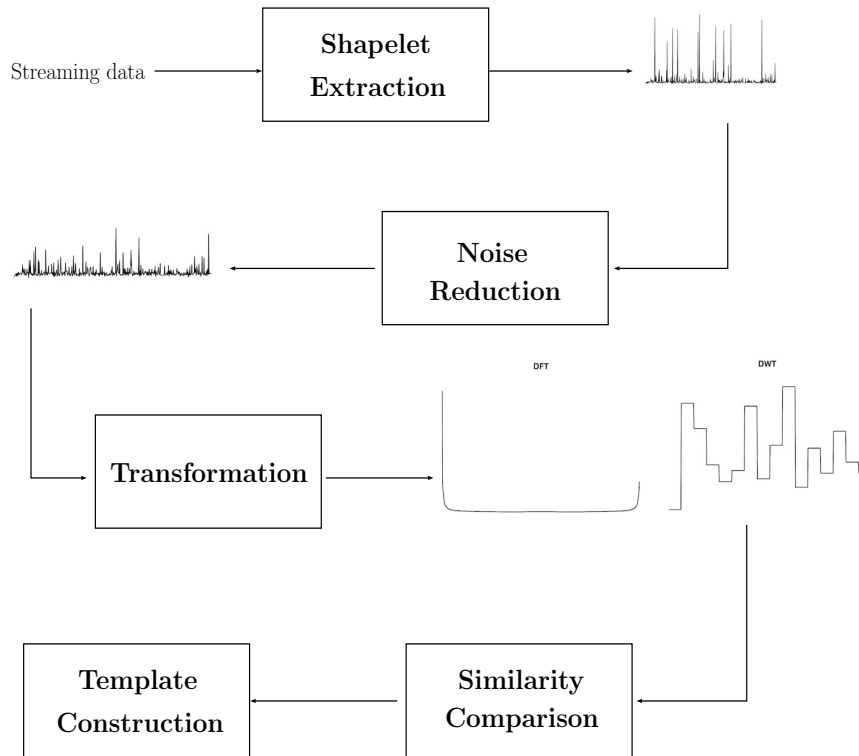 Shapelet
Extraction
Streaming data
Noise
Reduction
DFT
DWT
Transformation
Template
Construction
Similarity
Comparison